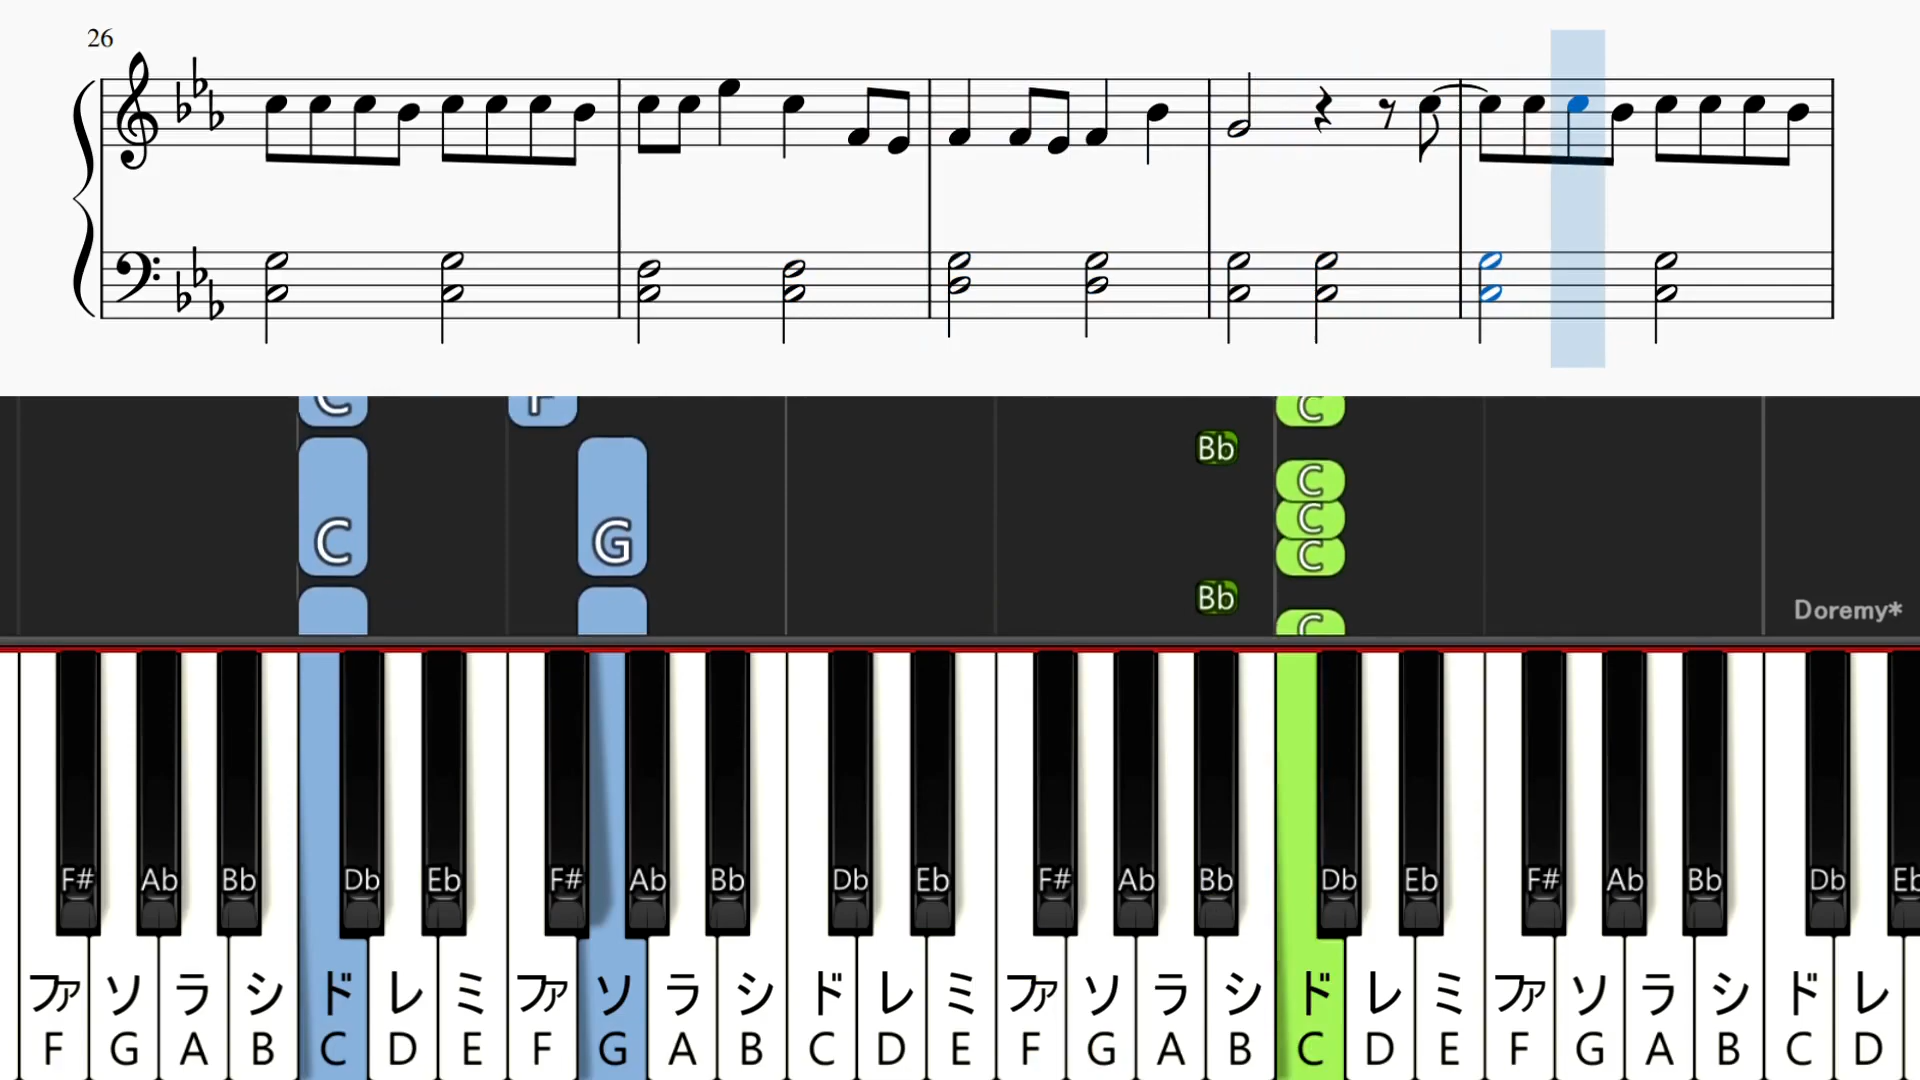 26
C F C
Bb
C
C
C G C
Bb
C
Doremy*
F# Ab Bb Db Eb F# Ab Bb Db Eb F# Ab Bb Db Eb F# Ab Bb Db Eb
ファ ソ ラ シ ド レ ミ ファ ソ ラ シ ド レ ミ ファ ソ ラ シ ド レ ミ ファ ソ ラ シ ド レ
F G A B C D E F G A B C D E F G A B C D E F G A B C D